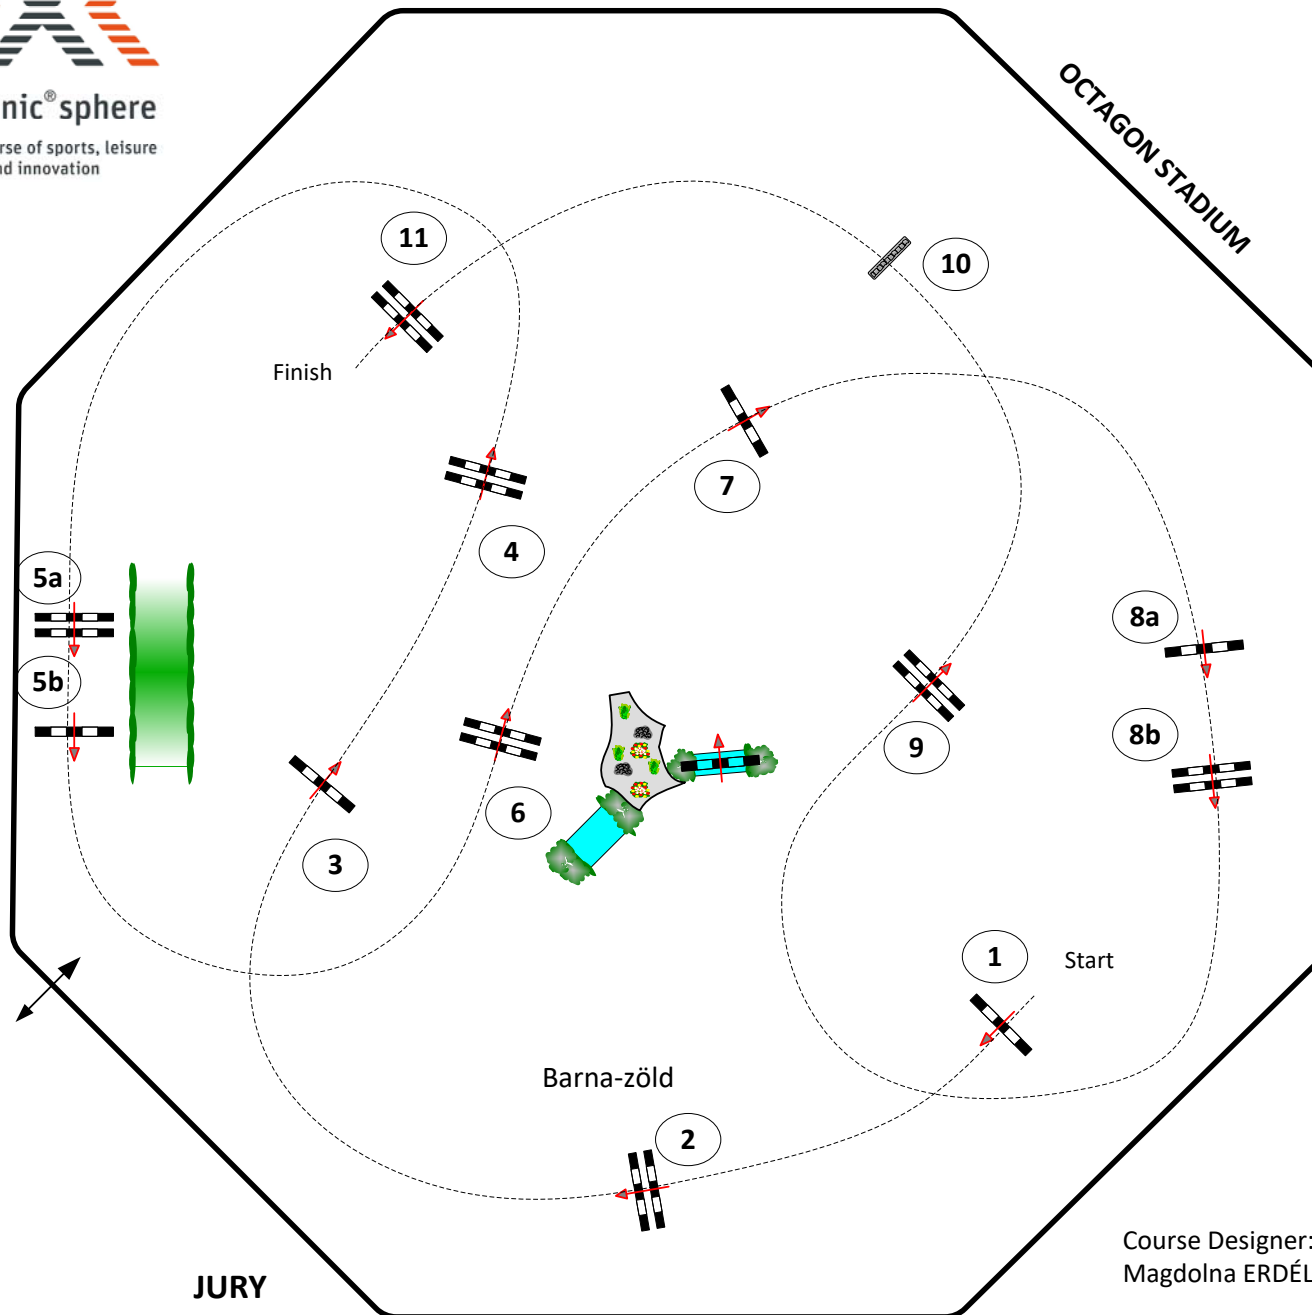 nic®sphere
rse of sports, leisure
nd innovation
OCTAGON STADIUM
11
10
Finish
7
4
5a
8a
5b
8b
9
6
3
1
Start
Barna-zöld
2
Course Designer:
Magdolna ERDÉL
JURY